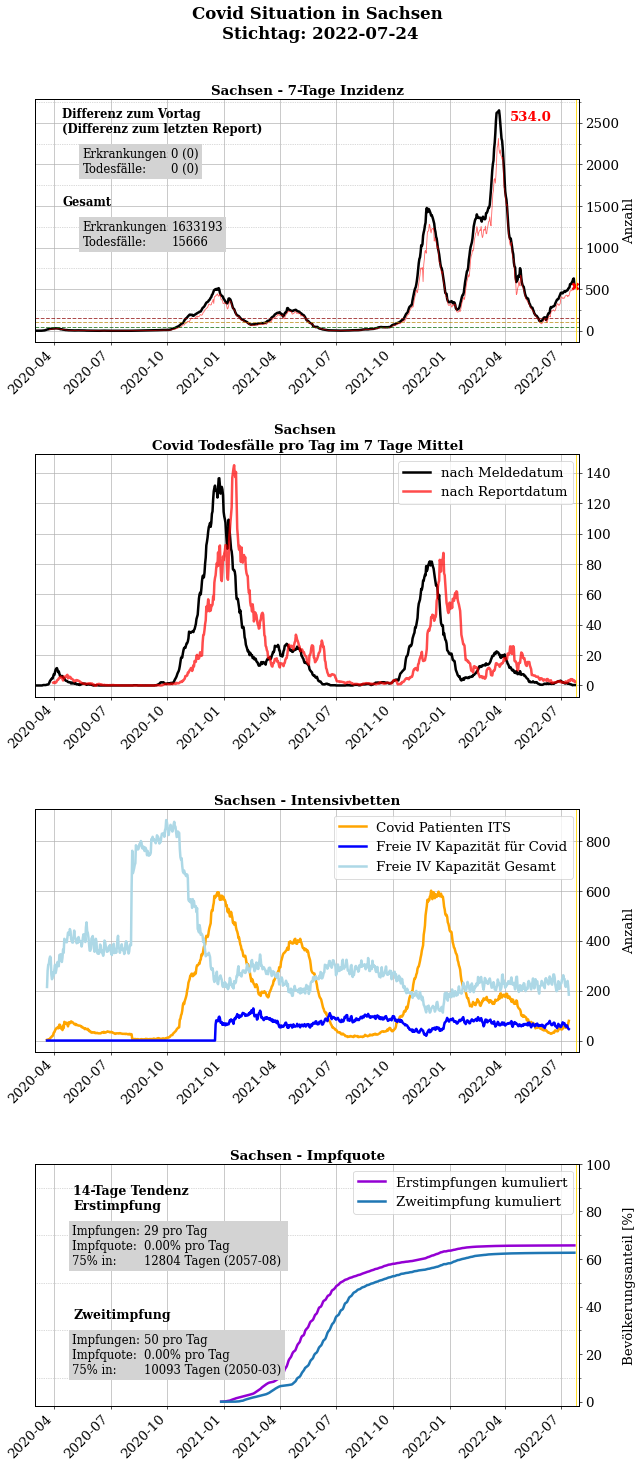 Covid Situation in Sachsen
Stichtag: 2022-07-24
Sachsen - 7-Tage Inzidenz
Differenz zum Vortag
(Differenz zum letzten Report)
Erkrankungen 0 (0)
Todesfälle: 0 (0)
Gesamt
Erkrankungen 1633193
Todesfälle: 15666
534.0
2500
2000
1500
1000
500
0
Anzahl
2020-04
2020-07
2020-10
2021-01
2021-04
2021-07
2021-10
2022-01
2022-04
2022-07
Sachsen
Covid Todesfälle pro Tag im 7 Tage Mittel
nach Meldedatum
nach Reportdatum
140
120
100
80
60
40
20
0
2020-04
2020-07
2020-10
2021-01
2021-04
2021-07
2021-10
2022-01
2022-04
2022-07
Sachsen - Intensivbetten
Covid Patienten ITS
Freie IV Kapazität für Covid
Freie IV Kapazität Gesamt
800
600
400
200
0
Anzahl
2020-04
2020-07
2020-10
2021-01
2021-04
2021-07
2021-10
2022-01
2022-04
2022-07
Sachsen - Impfquote
14-Tage Tendenz
Erstimpfung
Impfungen: 29 pro Tag
Impfquote: 0.00% pro Tag
75% in: 12804 Tagen (2057-08)
Zweitimpfung
Impfungen: 50 pro Tag
Impfquote: 0.00% pro Tag
75% in: 10093 Tagen (2050-03)
Erstimpfungen kumuliert
Zweitimpfung kumuliert
100
80
60
40
20
0
Bevölkerungsanteil [%]
2020-04
2020-07
2020-10
2021-01
2021-04
2021-07
2021-10
2022-01
2022-04
2022-07